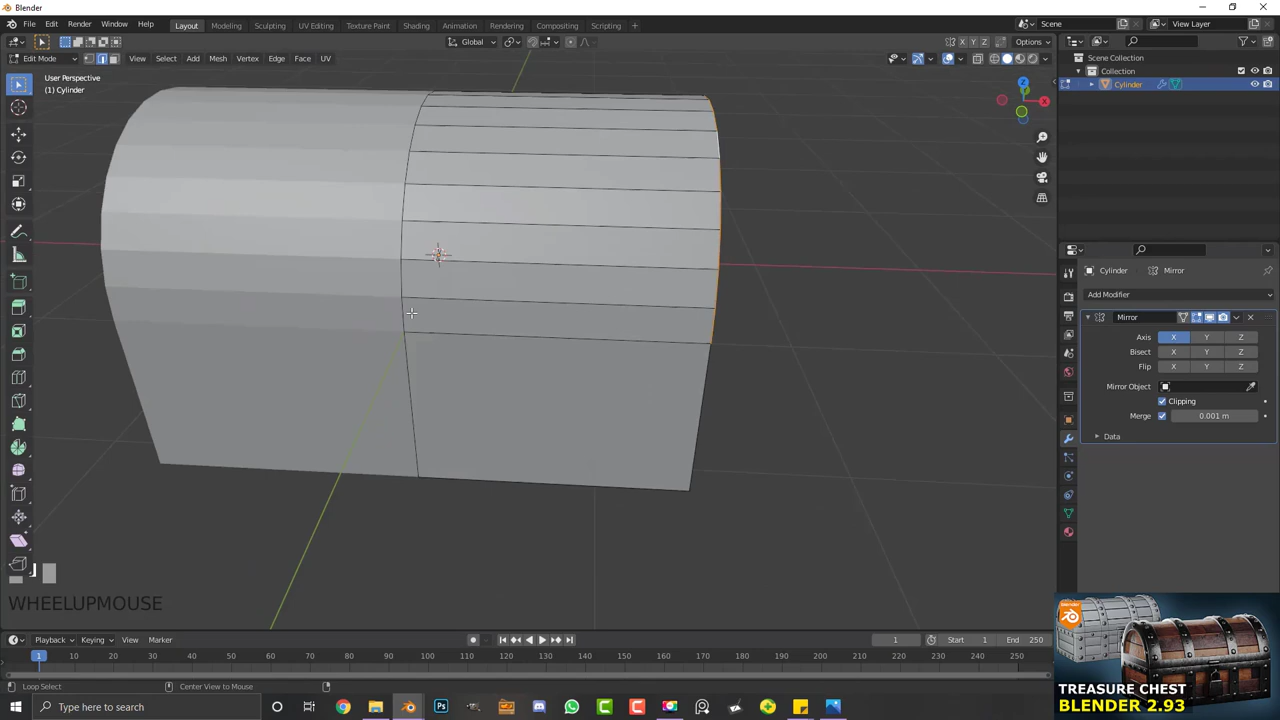 Blender
File Edit Render Window Help Layout Modeling Sculpting UV Editing Texture Paint Shading Animation Rendering Compositing Scripting + Scene View Layer
Global X Y Z Options
Edit Mode View Select Add Mesh Vertex Edge Face UV
User Perspective
(1) Cylinder
Z
X
Scene Collection
Collection
Cylinder
Cylinder Mirror
Add Modifier
Mirror
Axis X Y Z
Bisect X Y Z
Flip X Y Z
Mirror Object
Clipping
Merge 0.001 m
Data
J
WHEELUPMOUSE
Playback Keying View Marker 1 Start 1 End 250
1 10 20 30 40 50 60 70 80 90 100 110 120 130 140 150 160 170 180 190 200 210 220 230 240 250
Loop Select Center View to Mouse
Type here to search
TREASURE CHEST
BLENDER 2.93